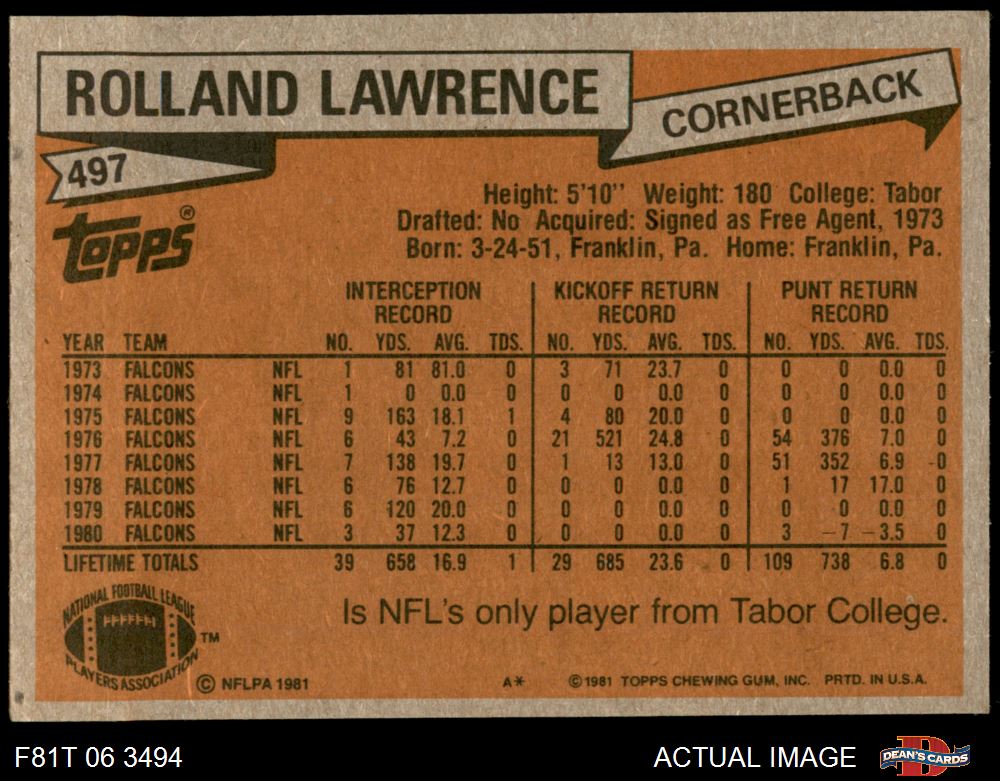 ROLLAND LAWRENCE
CORNERBACK
497
TOPPS®
Height: 5'10'' Weight: 180 College: Tabor
Drafted: No Acquired: Signed as Free Agent, 1973
Born: 3-24-51, Franklin, Pa. Home: Franklin, Pa.
INTERCEPTION RECORD KICKOFF RETURN RECORD PUNT RETURN RECORD
YEAR TEAM NO. YDS. AVG. TDS. NO. YDS. AVG. TDS. NO. YDS. AVG. TDS.
1973 FALCONS NFL 1 81 81.0 0 3 71 23.7 0 0 0 0.0 0
1974 FALCONS NFL 1 0 0.0 0 0 0 0.0 0 0 0 0.0 0
1975 FALCONS NFL 9 163 18.1 1 4 80 20.0 0 0 0 0.0 0
1976 FALCONS NFL 6 43 7.2 0 21 521 24.8 0 54 376 7.0 0
1977 FALCONS NFL 7 138 19.7 0 1 13 13.0 0 51 352 6.9 0
1978 FALCONS NFL 6 76 12.7 0 0 0 0.0 0 1 17 17.0 0
1979 FALCONS NFL 6 120 20.0 0 0 0 0.0 0 0 0 0.0 0
1980 FALCONS NFL 3 37 12.3 0 0 0 0.0 0 3 –7 –3.5 0
LIFETIME TOTALS 39 658 16.9 1 29 685 23.6 0 109 738 6.8 0
NATIONAL FOOTBALL LEAGUE
PLAYERS ASSOCIATION
TM
Is NFL's only player from Tabor College.
© NFLPA 1981 A* © 1981 TOPPS CHEWING GUM, INC. PRTD. IN U.S.A.
F81T 06 3494 ACTUAL IMAGE DEAN'S CARDS